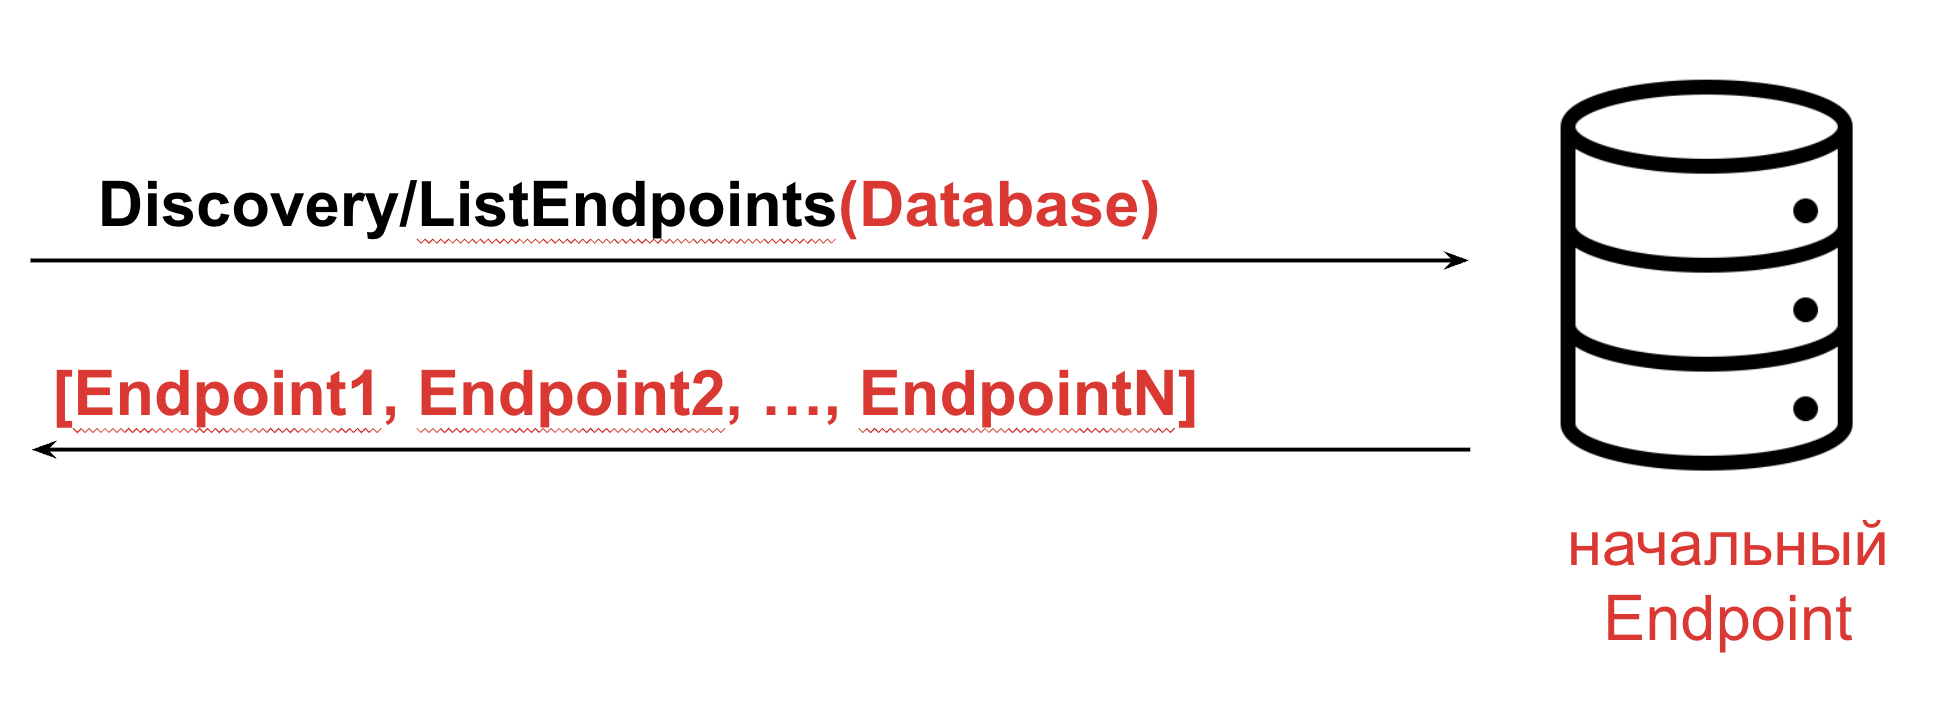 Discovery/ListEndpoints(Database)
[Endpoint1, Endpoint2, …, EndpointN]
начальный
Endpoint